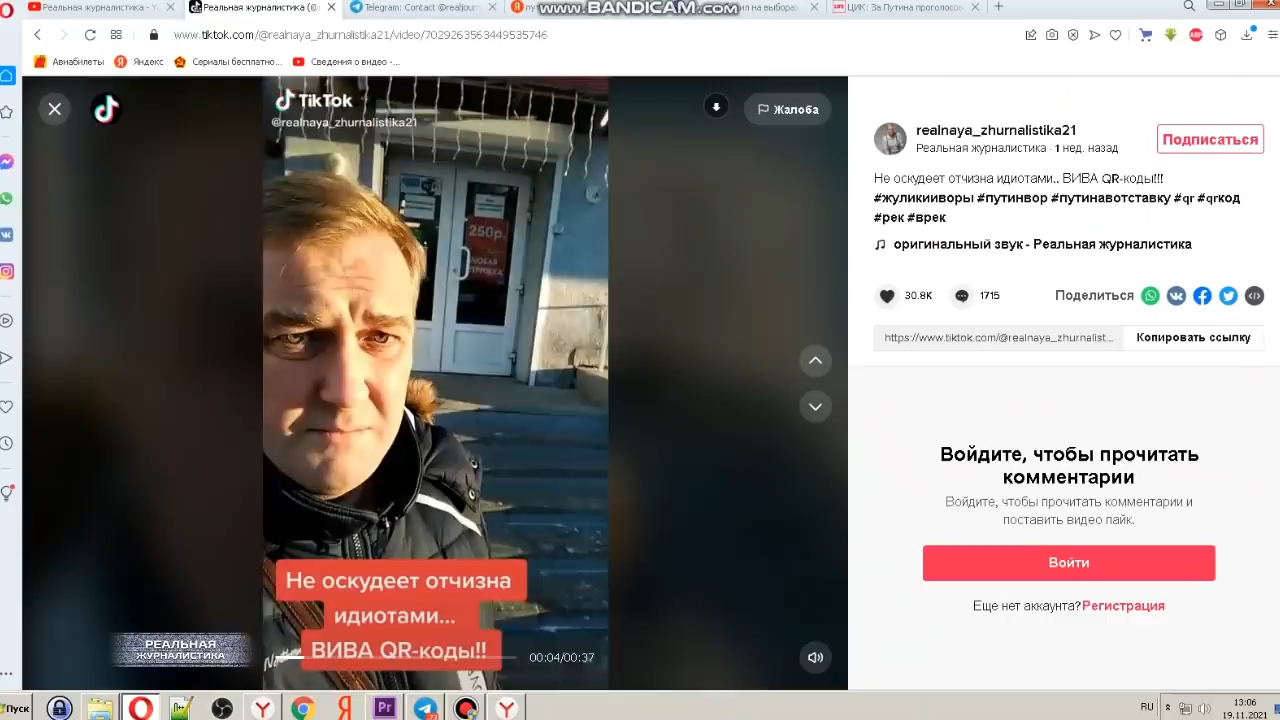 Реальная журналистика - Y
Реальная журналистика (@
Telegram: Contact @realjourn
WWW.BANDICAM.COM
ЦИК: За Путина проголосов
www.tiktok.com/@realnaya_zhurnalistika21/video/7029263563449535746
Авиабилеты Яндекс Сериалы бесплатно... Сведения о видео -...
TikTok
@realnaya_zhurnalistika21
Жалоба
250р.
Не оскудеет отчизна
идиотами...
ВИВА QR-коды!!
РЕАЛЬНАЯ
ЖУРНАЛИСТИКА
00:04/00:37
realnaya_zhurnalistika21
Реальная журналистика · 1 нед. назад
Подписаться
Не оскудеет отчизна идиотами.. ВИВА QR-коды!!!
#жуликииворы #путинвор #путинавотставку #qr #qrкод
#рек #врек
оригинальный звук - Реальная журналистика
30.8K 1715 Поделиться
https://www.tiktok.com/@realnaya_zhurnalist... Копировать ссылку
Войдите, чтобы прочитать
комментарии
Войдите, чтобы прочитать комментарии и
поставить видео лайк.
Войти
Еще нет аккаунта? Регистрация
Пуск
Pr
RU
13:06
19.11.2021